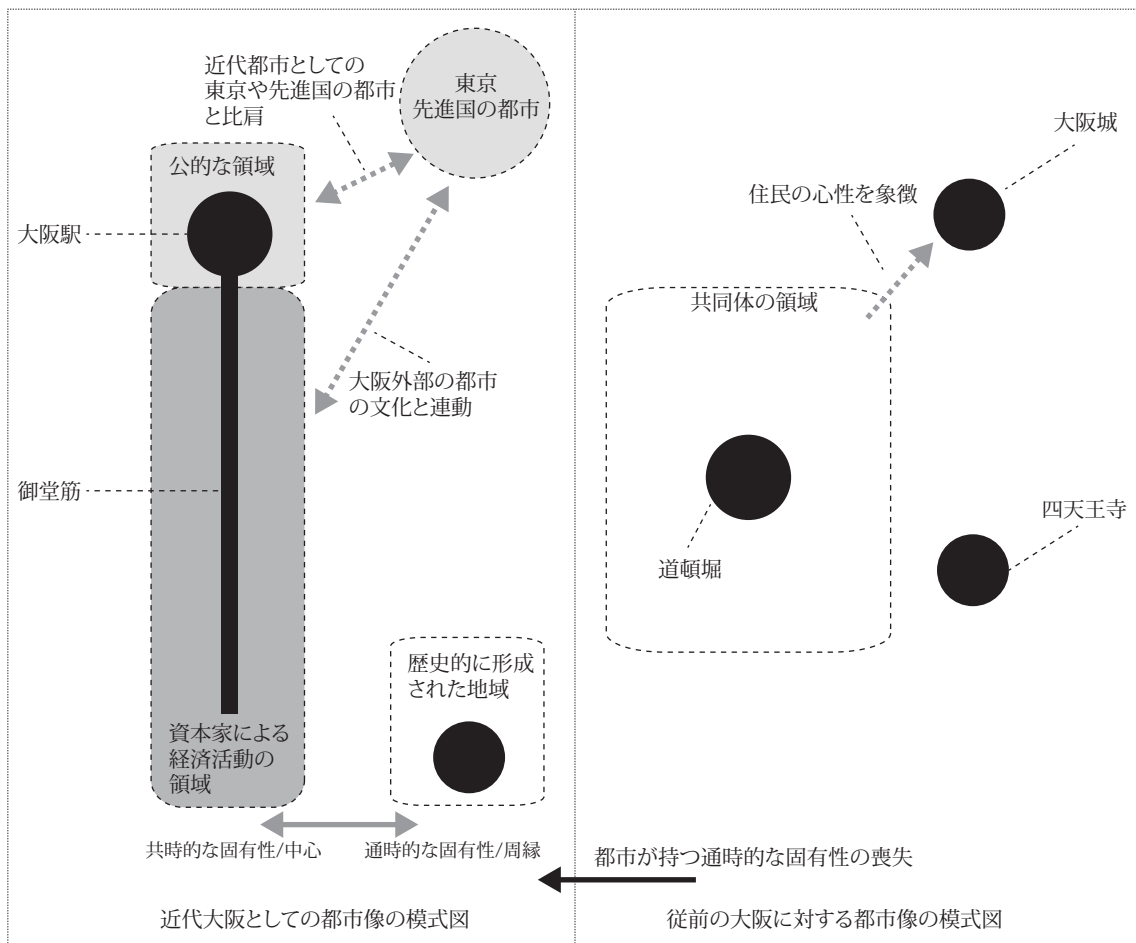 近代都市としての
東京や先進国の都市
と比肩
東京
先進国の都市
公的な領域
大阪駅
大阪外部の都市
の文化と連動
御堂筋
資本家による
経済活動の
領域
歴史的に形成
された地域
共時的な固有性/中心
通時的な固有性/周縁
近代大阪としての都市像の模式図
大阪城
住民の心性を象徴
共同体の領域
道頓堀
四天王寺
都市が持つ通時的な固有性の喪失
従前の大阪に対する都市像の模式図